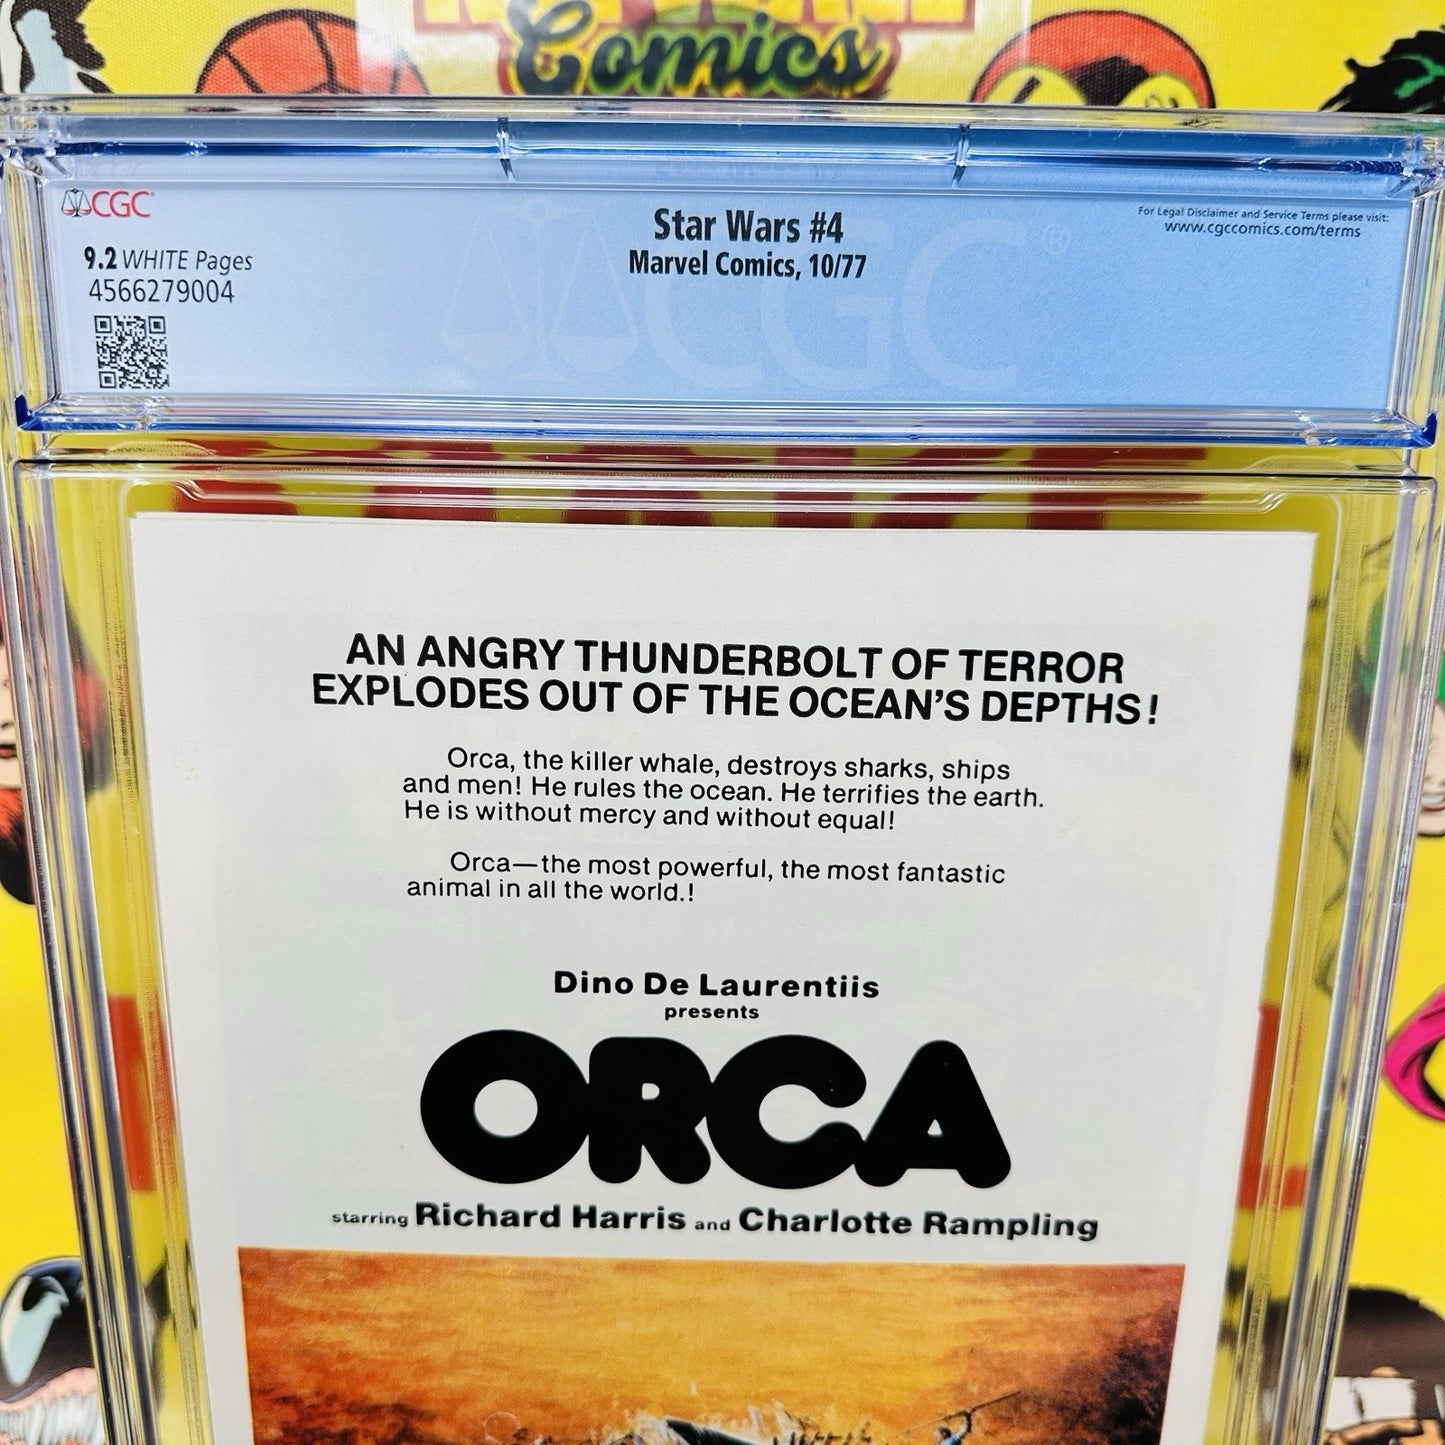 Comics
CGC
9.2 WHITE Pages
4566279004
Star Wars #4
Marvel Comics, 10/77
For Legal Disclaimer and Service Terms please visit:
www.cgccomics.com/terms
CGC
AN ANGRY THUNDERBOLT OF TERROR
EXPLODES OUT OF THE OCEAN'S DEPTHS!
Orca, the killer whale, destroys sharks, ships
and men! He rules the ocean. He terrifies the earth.
He is without mercy and without equal!
Orca—the most powerful, the most fantastic
animal in all the world.!
Dino De Laurentiis
presents
ORCA
starring Richard Harris and Charlotte Rampling